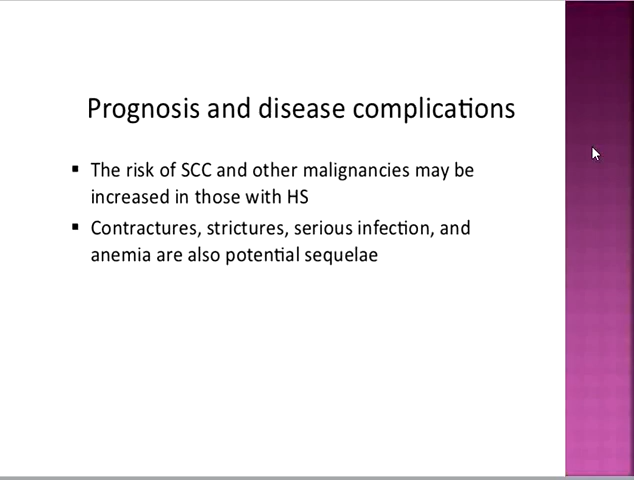 Prognosis and disease complications
▪ The risk of SCC and other malignancies may be
increased in those with HS
▪ Contractures, strictures, serious infection, and
anemia are also potential sequelae